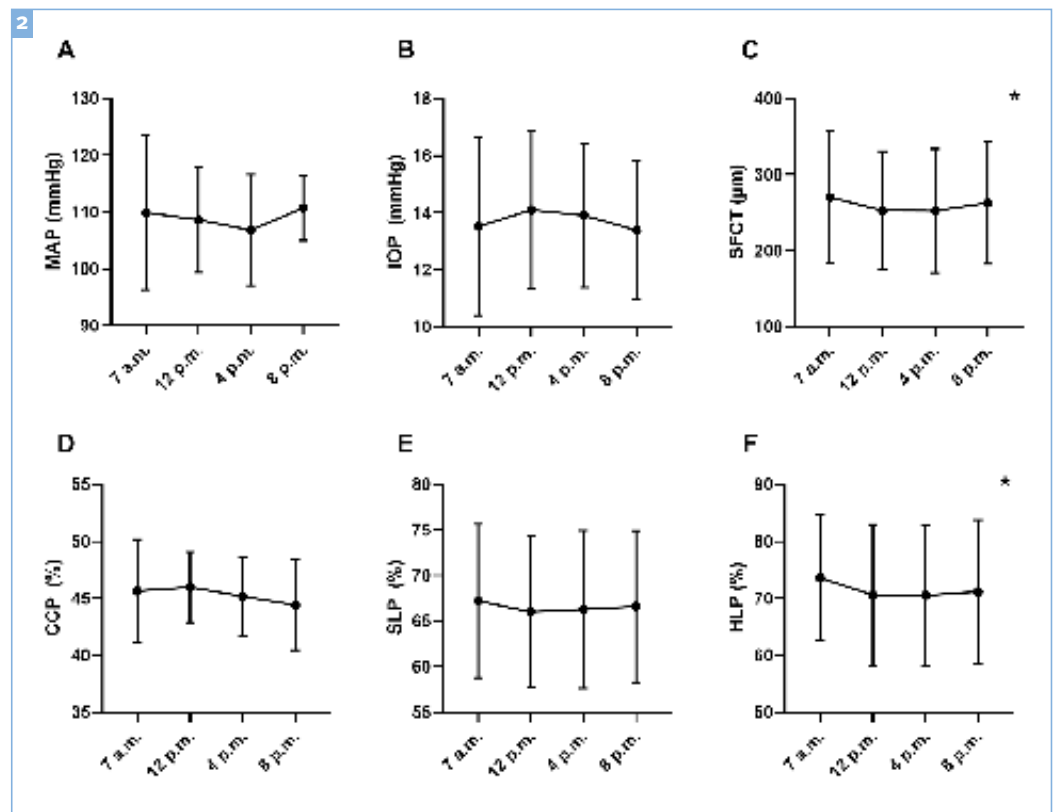 2
A
B
C
130
120
110
100
90
MAP (mmHg)
7 a.m.
12 p.m.
4 p.m.
8 p.m.
18
16
14
12
10
IOP (mmHg)
7 a.m.
12 p.m.
4 p.m.
8 p.m.
*
400
300
200
100
SFCT (µm)
7 a.m.
12 p.m.
4 p.m.
8 p.m.
D
E
F
55
50
45
40
35
CCP (%)
7 a.m.
12 p.m.
4 p.m.
8 p.m.
80
75
70
65
60
55
SLP (%)
7 a.m.
12 p.m.
4 p.m.
8 p.m.
*
90
80
70
60
50
HLP (%)
7 a.m.
12 p.m.
4 p.m.
8 p.m.